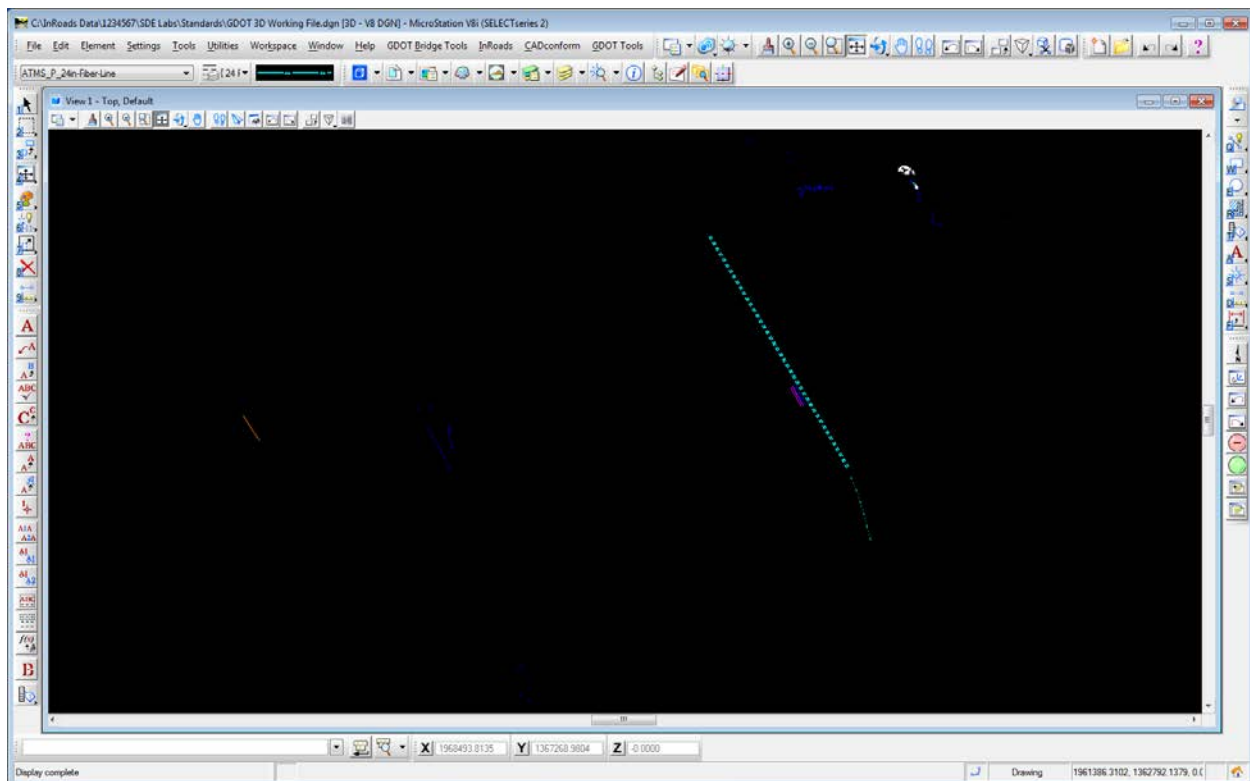 C:\InRoads Data\1234567\SDE Labs\Standards\GDOT 3D Working File.dgn [3D - V8 DGN] - MicroStation V8i (SELECTseries 2)
File Edit Element Settings Tools Utilities Workspace Window Help GDOT Bridge Tools InRoads CADconform GDOT Tools
ATMS_P_24in-Fiber-Line
View 1 - Top, Default
X 1968493.8135 Y 1367268.9804 Z -0.0000
Display complete Drawing 1961386.3102, 1362792.1379, 0.0